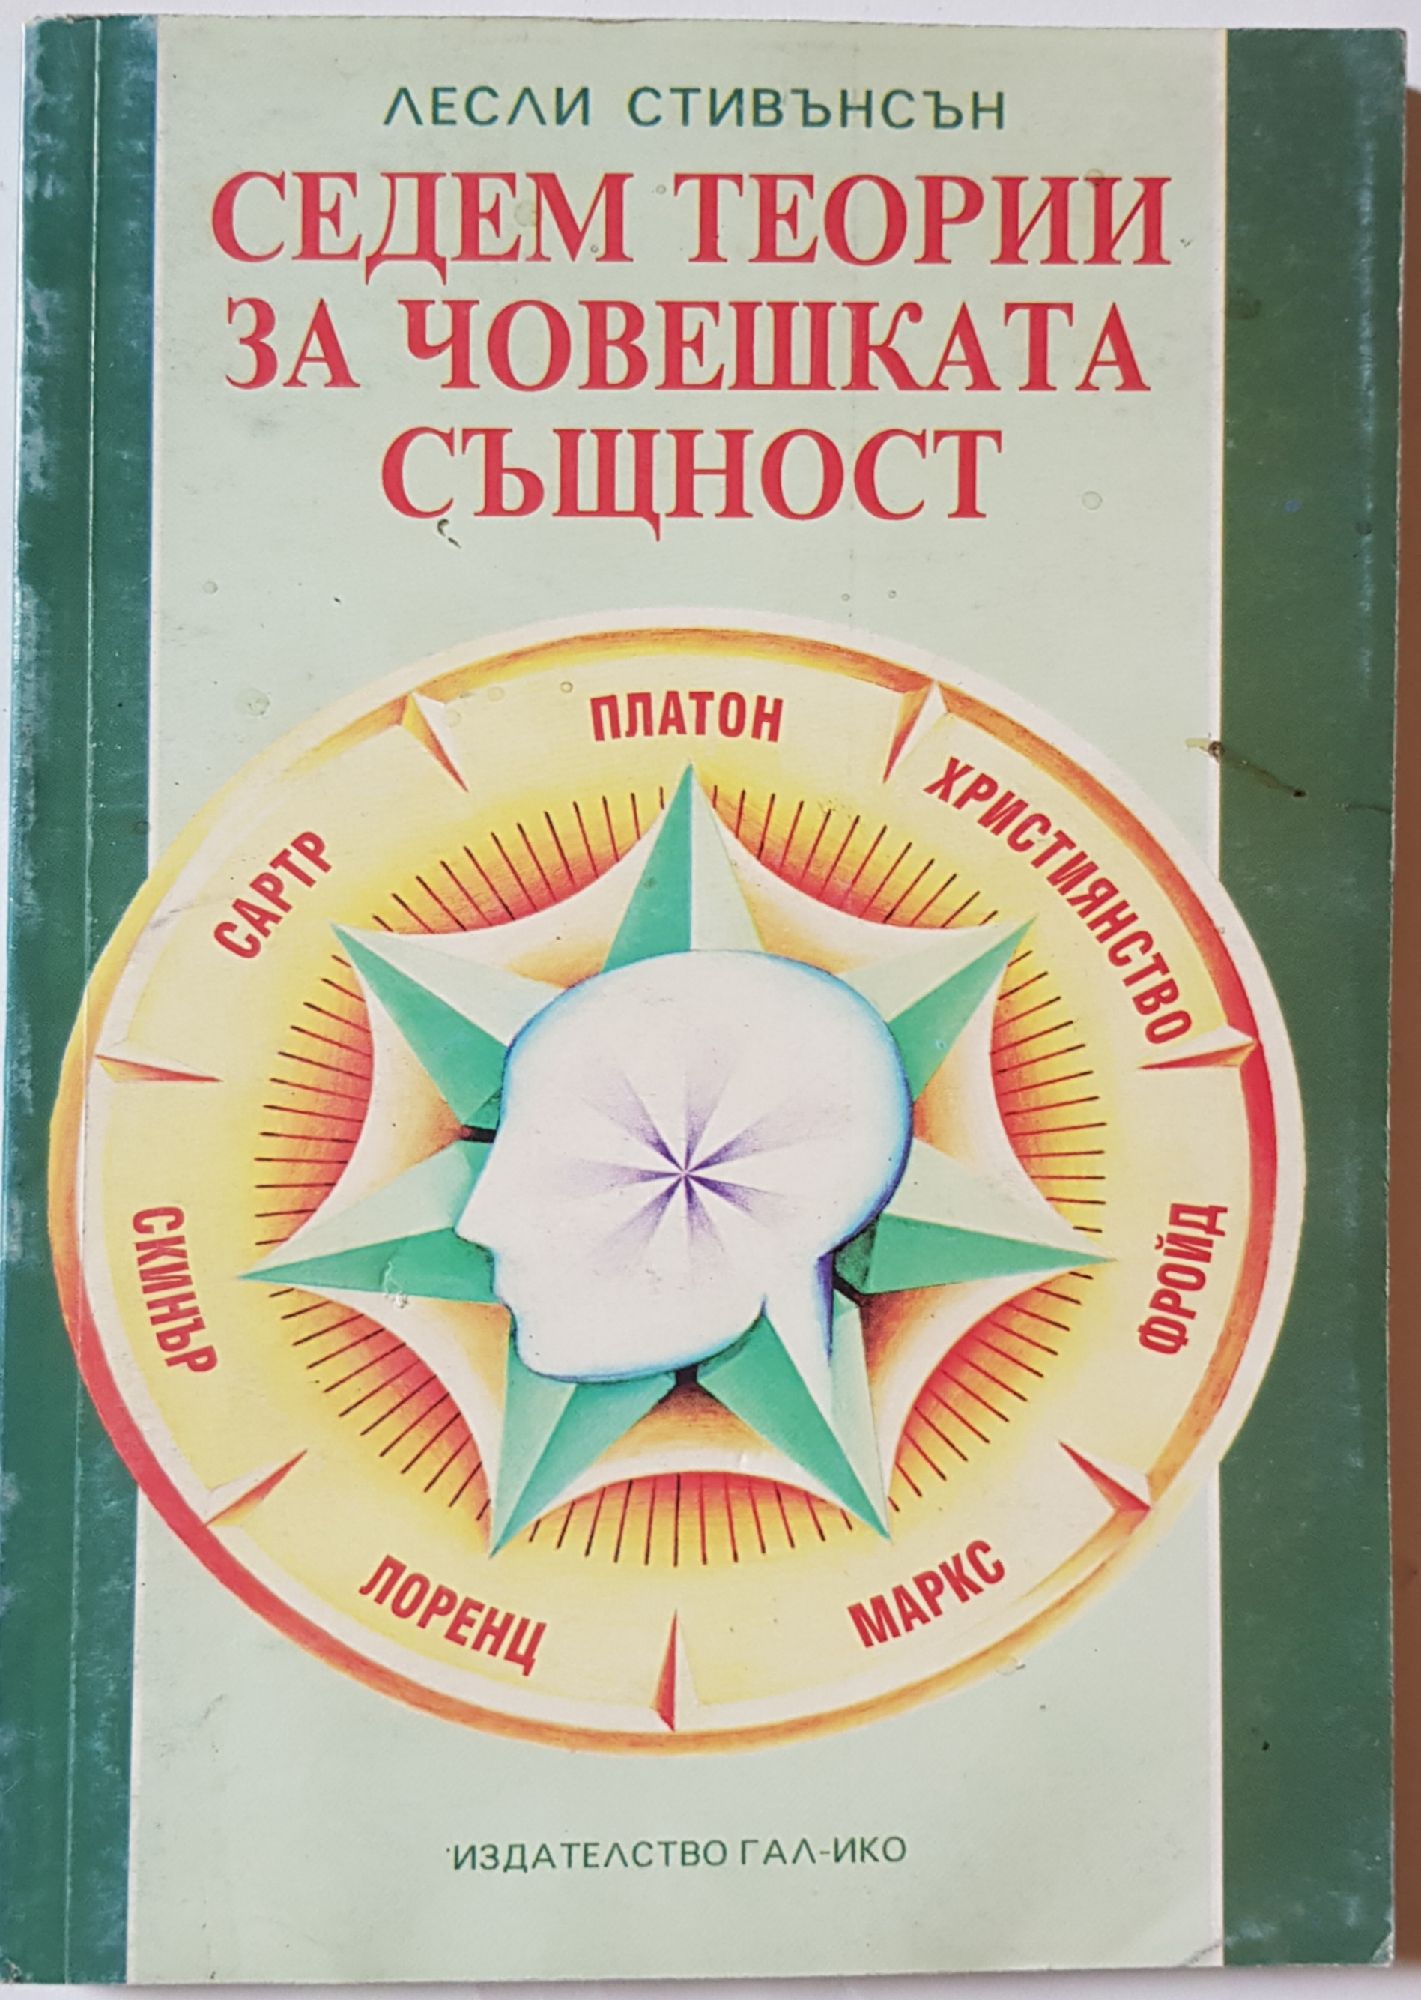 ЛЕСЛИ СТИВЪНСЪН
СЕДЕМ ТЕОРИИ
ЗА ЧОВЕШКАТА
СЪЩНОСТ
ПЛАТОН
ХРИСТИЯНСТВО
ФРОЙД
МАРКС
ЛОРЕНЦ
СКИНЪР
САРТР
ИЗДАТЕЛСТВО ГАЛ-ИКО